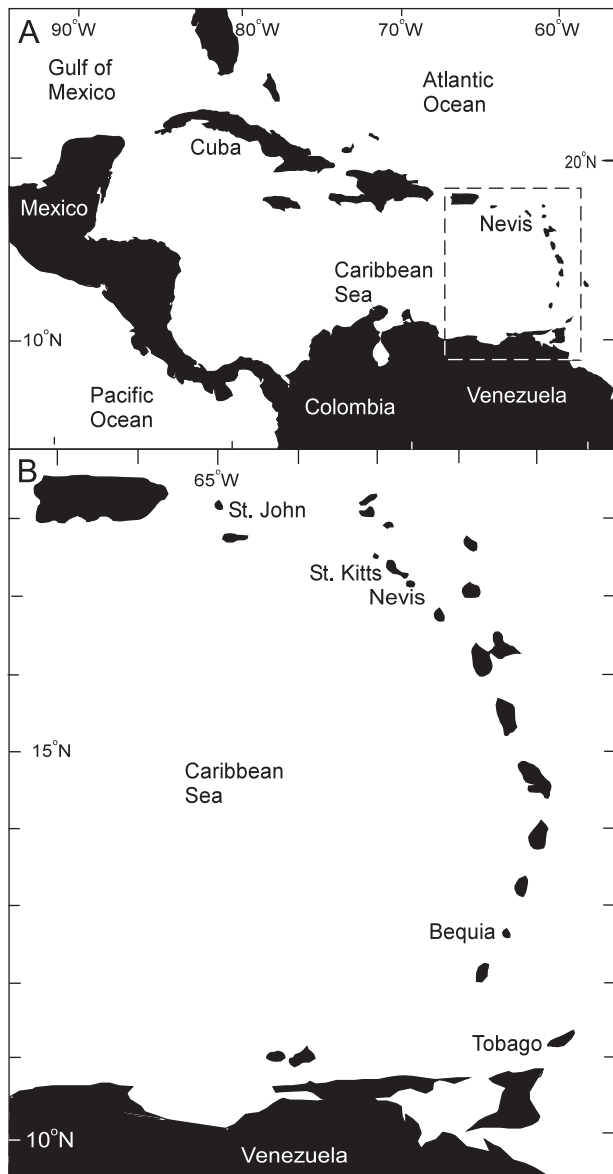 A
90°W
80°W
70°W
60°W
Gulf of
Mexico
Atlantic
Ocean
Cuba
20°N
Mexico
Nevis
Caribbean
Sea
10°N
Pacific
Ocean
Colombia
Venezuela
B
65°W
St. John
St. Kitts
Nevis
15°N
Caribbean
Sea
Bequia
Tobago
10°N
Venezuela